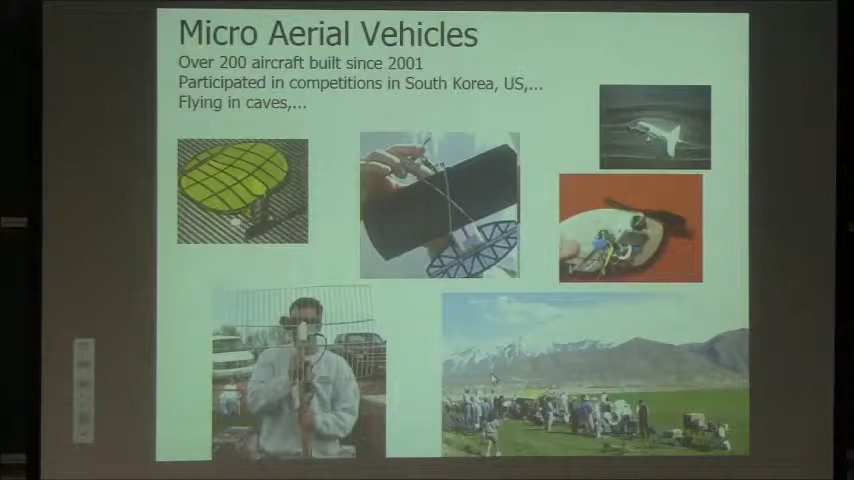 Micro Aerial Vehicles
Over 200 aircraft built since 2001
Participated in competitions in South Korea, US,...
Flying in caves,...